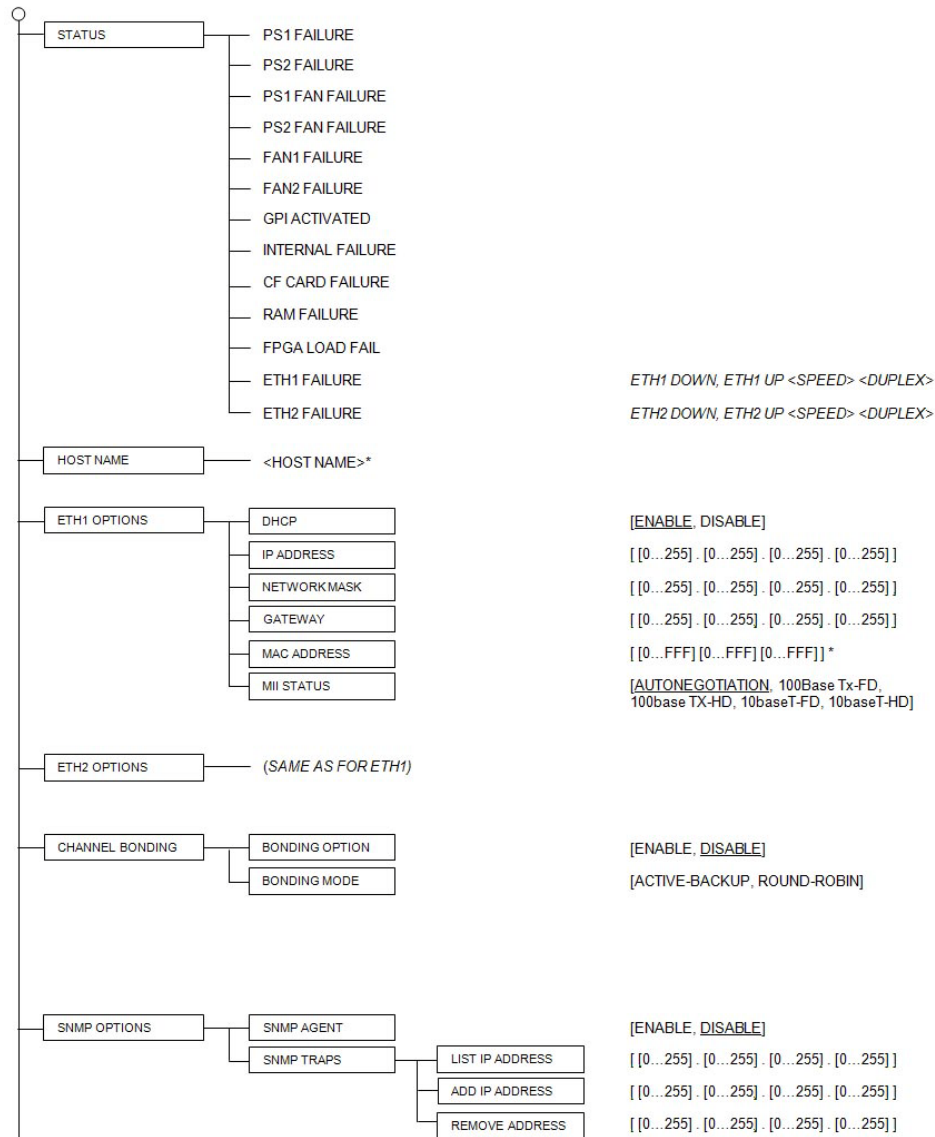 STATUS
PS1 FAILURE
PS2 FAILURE
PS1 FAN FAILURE
PS2 FAN FAILURE
FAN1 FAILURE
FAN2 FAILURE
GPI ACTIVATED
INTERNAL FAILURE
CF CARD FAILURE
RAM FAILURE
FPGA LOAD FAIL
ETH1 FAILURE ETH1 DOWN, ETH1 UP <SPEED> <DUPLEX>
ETH2 FAILURE ETH2 DOWN, ETH2 UP <SPEED> <DUPLEX>
HOST NAME <HOST NAME>*
ETH1 OPTIONS DHCP [ENABLE, DISABLE]
IP ADDRESS [ [0...255] . [0...255] . [0...255] . [0...255] ]
NETWORK MASK [ [0...255] . [0...255] . [0...255] . [0...255] ]
GATEWAY [ [0...255] . [0...255] . [0...255] . [0...255] ]
MAC ADDRESS [ [0...FFF] [0...FFF] [0...FFF] ] *
MII STATUS [AUTONEGOTIATION, 100Base Tx-FD,
100base TX-HD, 10baseT-FD, 10baseT-HD]
ETH2 OPTIONS (SAME AS FOR ETH1)
CHANNEL BONDING BONDING OPTION [ENABLE, DISABLE]
BONDING MODE [ACTIVE-BACKUP, ROUND-ROBIN]
SNMP OPTIONS SNMP AGENT [ENABLE, DISABLE]
SNMP TRAPS LIST IP ADDRESS [ [0...255] . [0...255] . [0...255] . [0...255] ]
ADD IP ADDRESS [ [0...255] . [0...255] . [0...255] . [0...255] ]
REMOVE ADDRESS [ [0...255] . [0...255] . [0...255] . [0...255] ]